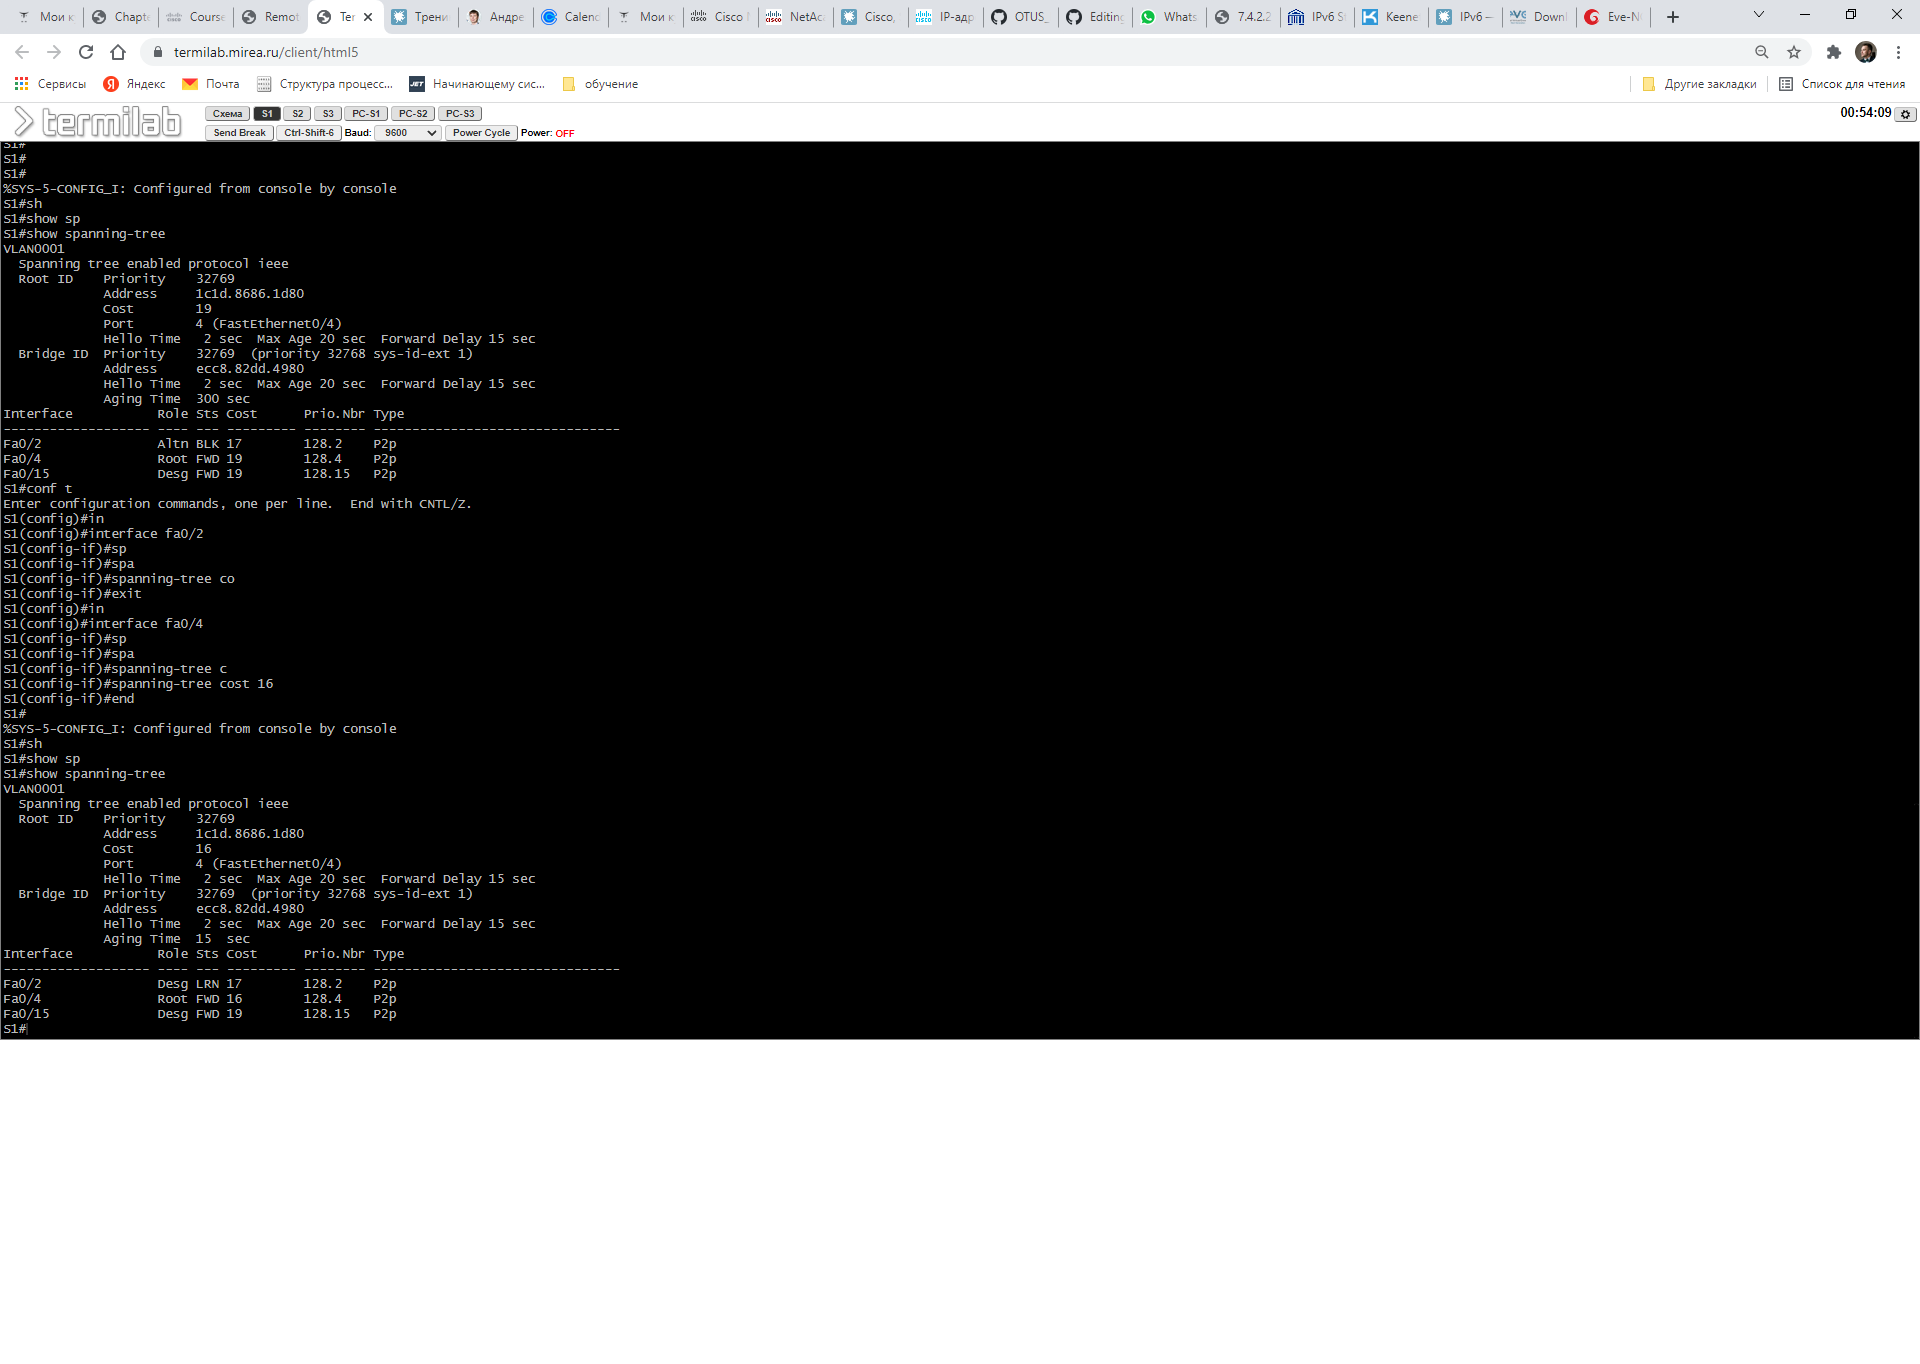 Мои к
Chapte
Course
Remot
Ter
Трени
Андре
Calend
Мои к
Cisco N
NetAca
Cisco,
IP-адр
OTUS_
Editing
Whats
7.4.2.2
IPv6 S
Keene
IPv6 —
Downl
Eve-N
termilab.mirea.ru/client/html5
Сервисы
Яндекс
Почта
Структура процесс...
Начинающему сис...
обучение
Другие закладки
Список для чтения
termilab
Схема S1 S2 S3 PC-S1 PC-S2 PC-S3
00:54:09
Send Break Ctrl-Shift-6 Baud: 9600 Power Cycle Power: OFF
S1#
S1#
S1#
%SYS-5-CONFIG_I: Configured from console by console
S1#sh
S1#show sp
S1#show spanning-tree
VLAN0001
Spanning tree enabled protocol ieee
Root ID Priority 32769
Address 1c1d.8686.1d80
Cost 19
Port 4 (FastEthernet0/4)
Hello Time 2 sec Max Age 20 sec Forward Delay 15 sec
Bridge ID Priority 32769 (priority 32768 sys-id-ext 1)
Address ecc8.82dd.4980
Hello Time 2 sec Max Age 20 sec Forward Delay 15 sec
Aging Time 300 sec
Interface Role Sts Cost Prio.Nbr Type
------------------- ---- --- --------- -------- --------------------------------
Fa0/2 Altn BLK 17 128.2 P2p
Fa0/4 Root FWD 19 128.4 P2p
Fa0/15 Desg FWD 19 128.15 P2p
S1#conf t
Enter configuration commands, one per line. End with CNTL/Z.
S1(config)#in
S1(config)#interface fa0/2
S1(config-if)#sp
S1(config-if)#spa
S1(config-if)#spanning-tree co
S1(config-if)#exit
S1(config)#in
S1(config)#interface fa0/4
S1(config-if)#sp
S1(config-if)#spa
S1(config-if)#spanning-tree c
S1(config-if)#spanning-tree cost 16
S1(config-if)#end
S1#
%SYS-5-CONFIG_I: Configured from console by console
S1#sh
S1#show sp
S1#show spanning-tree
VLAN0001
Spanning tree enabled protocol ieee
Root ID Priority 32769
Address 1c1d.8686.1d80
Cost 16
Port 4 (FastEthernet0/4)
Hello Time 2 sec Max Age 20 sec Forward Delay 15 sec
Bridge ID Priority 32769 (priority 32768 sys-id-ext 1)
Address ecc8.82dd.4980
Hello Time 2 sec Max Age 20 sec Forward Delay 15 sec
Aging Time 15 sec
Interface Role Sts Cost Prio.Nbr Type
------------------- ---- --- --------- -------- --------------------------------
Fa0/2 Desg LRN 17 128.2 P2p
Fa0/4 Root FWD 16 128.4 P2p
Fa0/15 Desg FWD 19 128.15 P2p
S1#